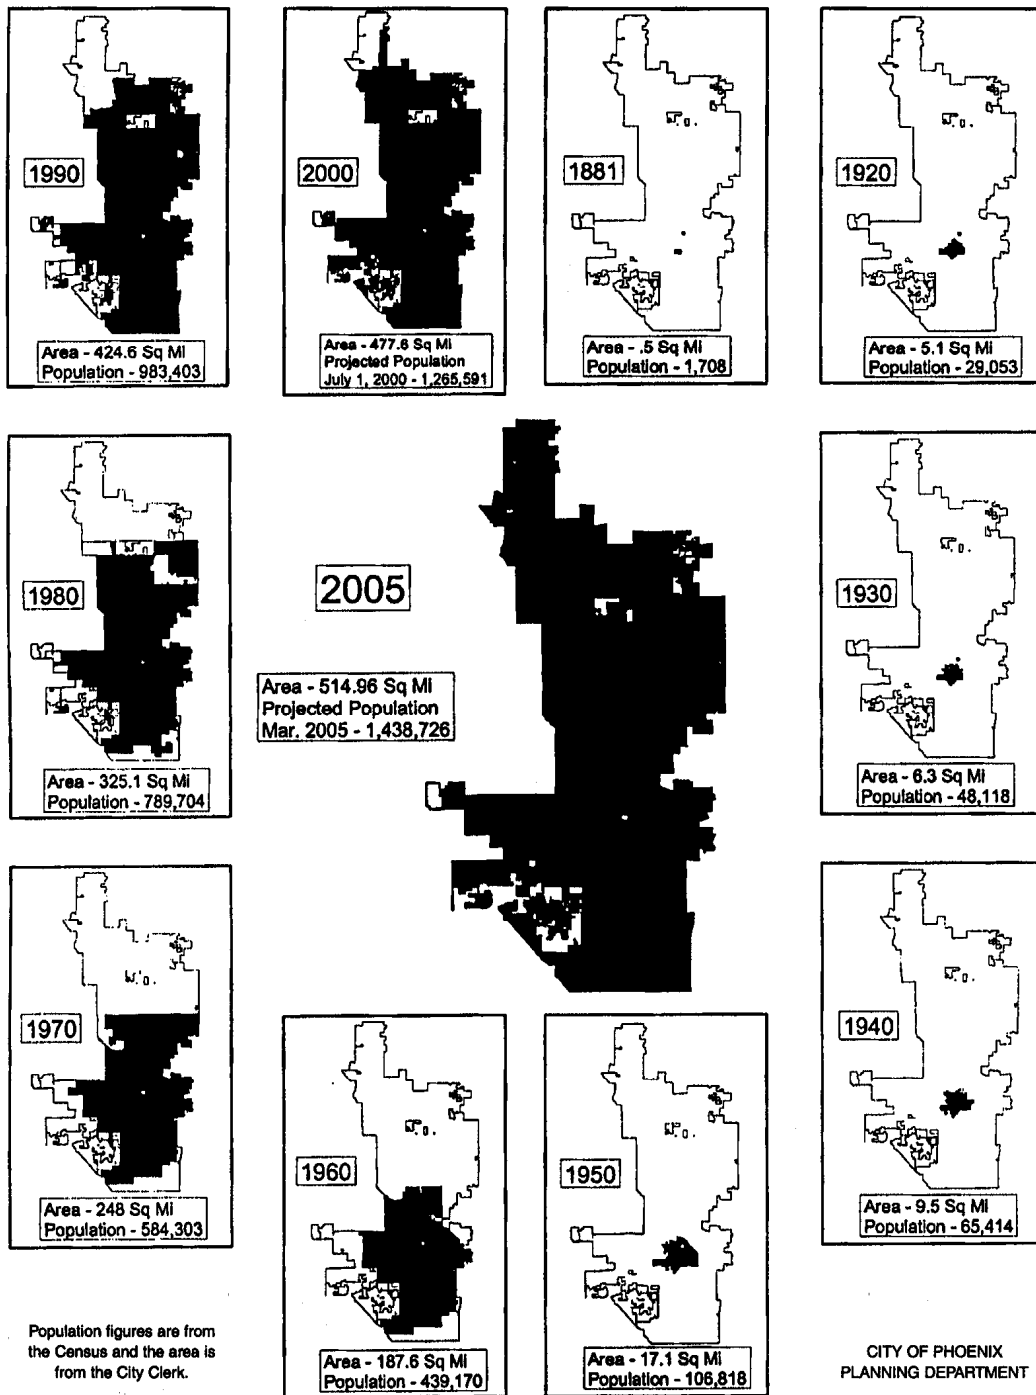 1990
Area - 424.6 Sq Mi
Population - 983,403
2000
Area - 477.6 Sq Mi
Projected Population
July 1, 2000 - 1,265,591
1881
Area - .5 Sq Mi
Population - 1,708
1920
Area - 5.1 Sq Mi
Population - 29,053
1980
Area - 325.1 Sq Mi
Population - 789,704
2005
Area - 514.96 Sq Mi
Projected Population
Mar. 2005 - 1,438,726
1930
Area - 6.3 Sq Mi
Population - 48,118
1970
Area - 248 Sq Mi
Population - 584,303
1960
Area - 187.6 Sq Mi
Population - 439,170
1950
Area - 17.1 Sq Mi
Population - 106,818
1940
Area - 9.5 Sq Mi
Population - 65,414
Population figures are from
the Census and the area is
from the City Clerk.
CITY OF PHOENIX
PLANNING DEPARTMENT